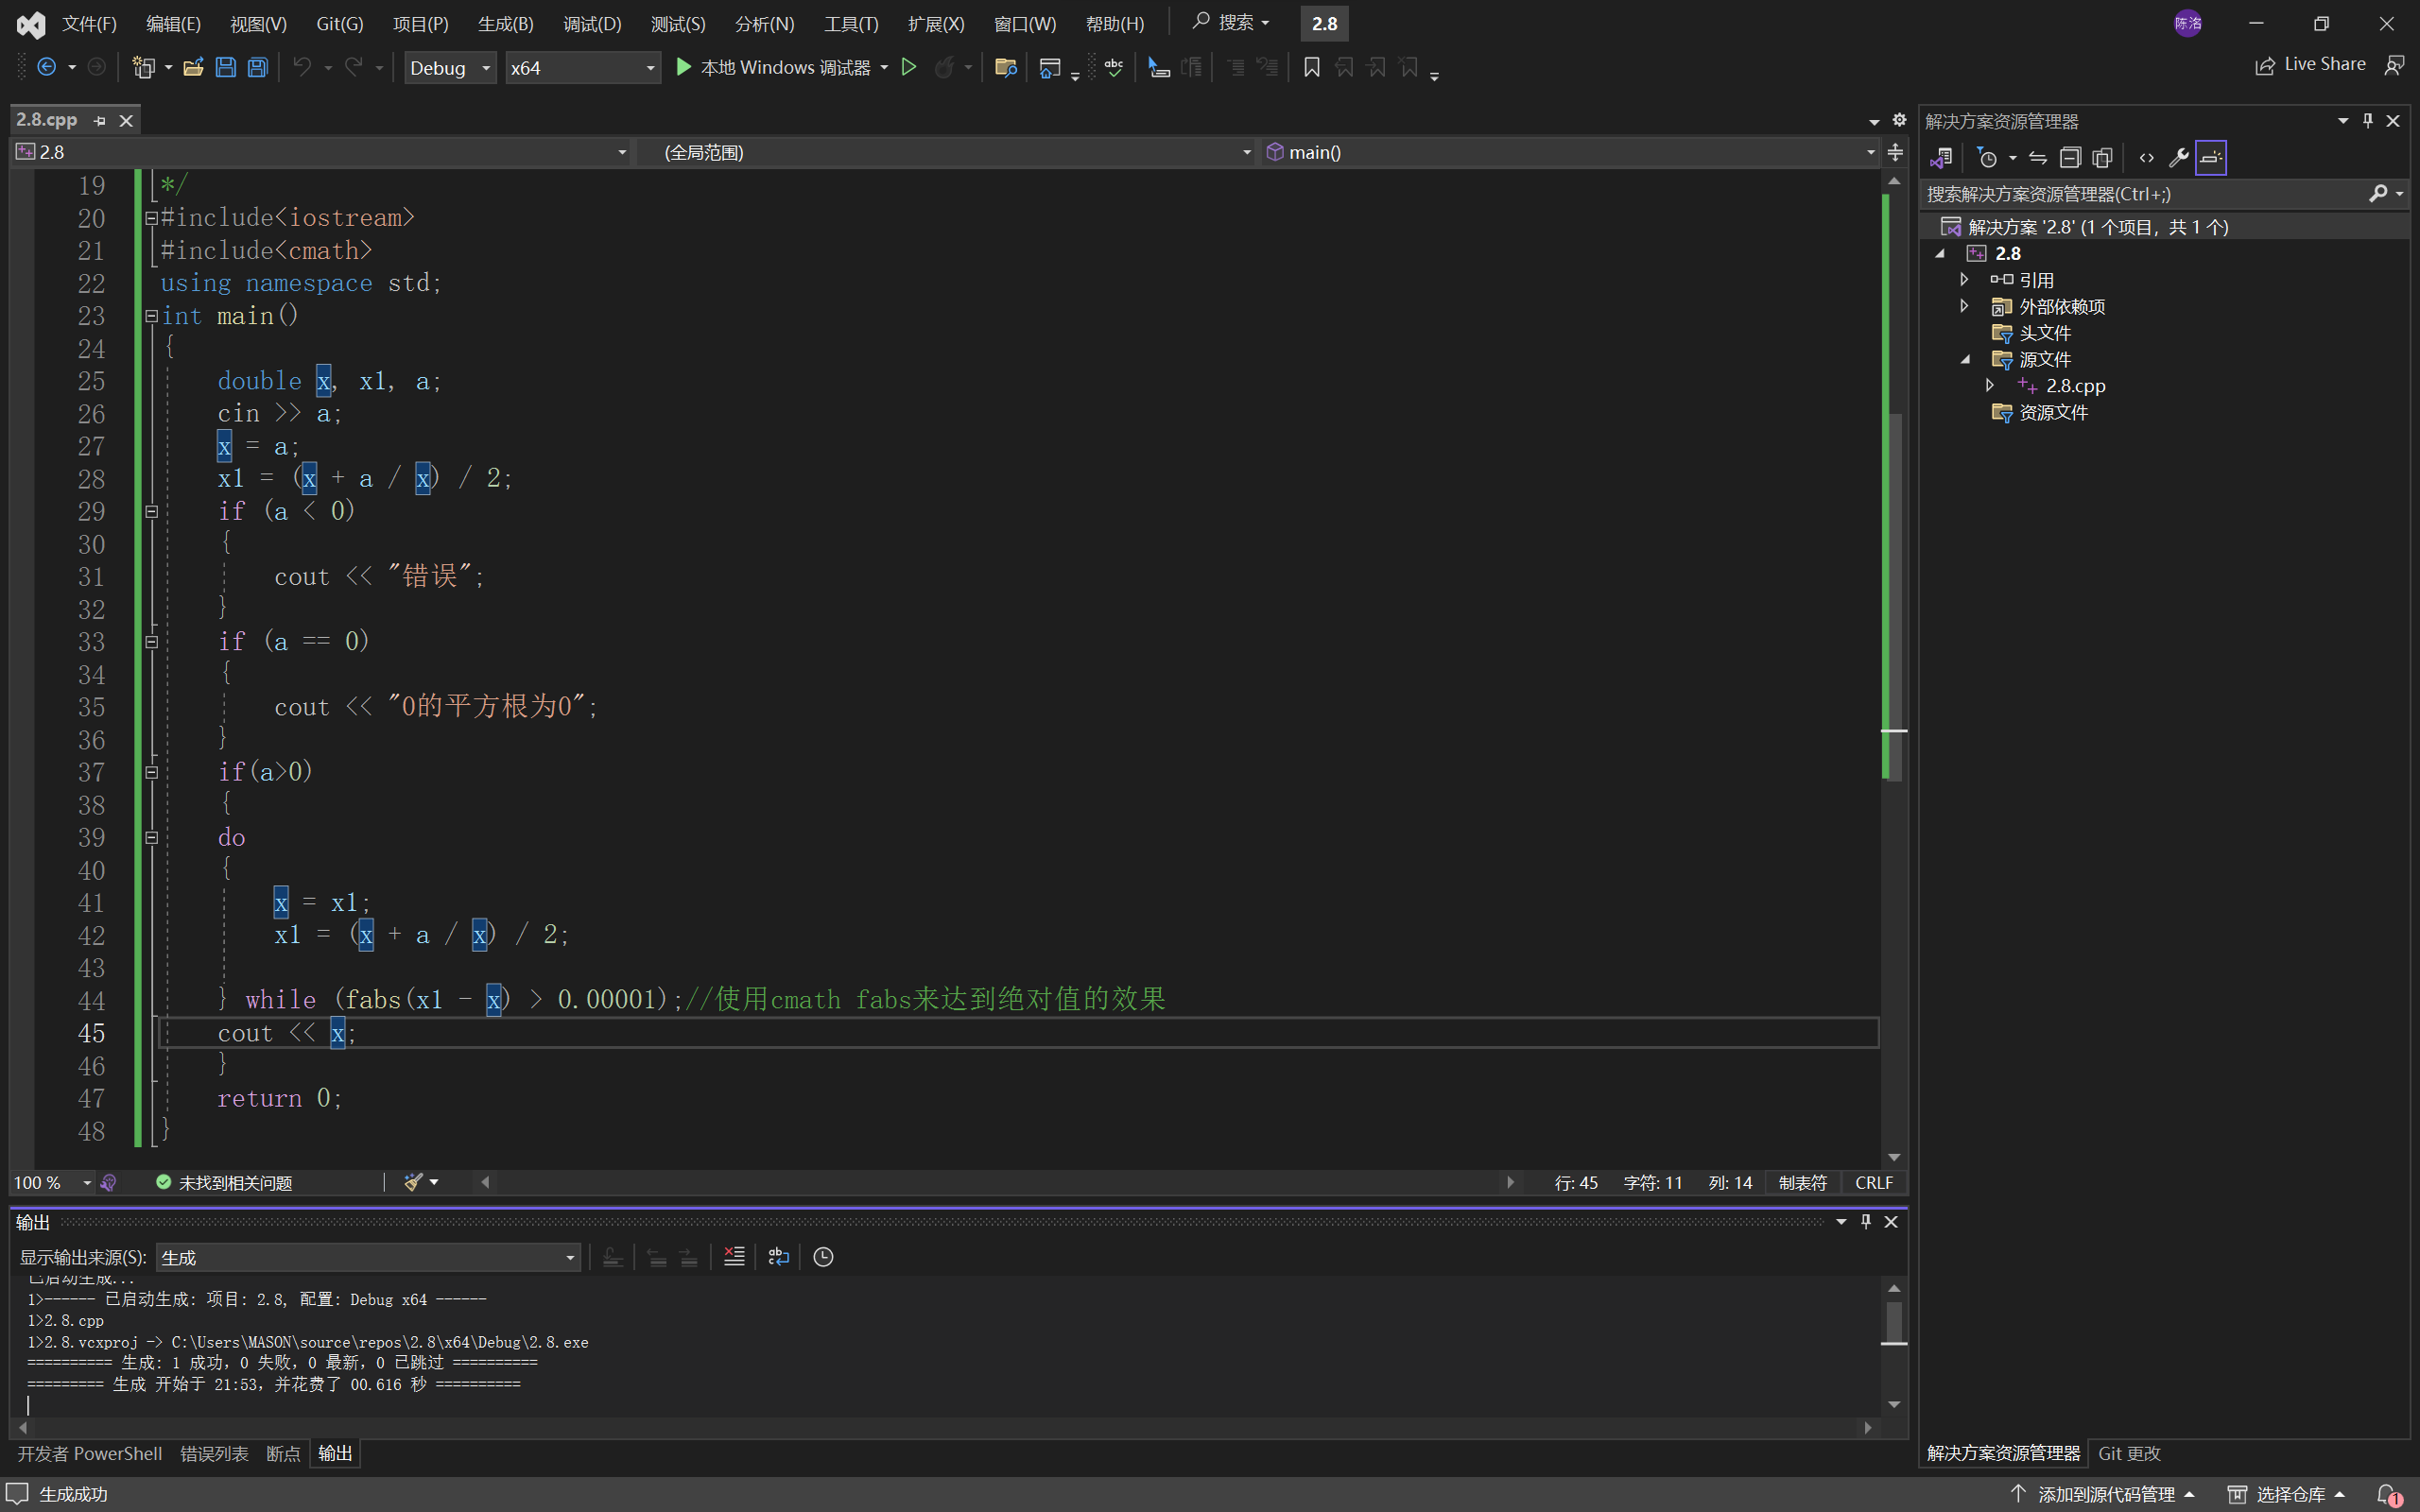 文件(F) 编辑(E) 视图(V) Git(G) 项目(P) 生成(B) 调试(D) 测试(S) 分析(N) 工具(T) 扩展(X) 窗口(W) 帮助(H) 搜索 2.8 陈洛
Debug x64 本地 Windows 调试器 Live Share
2.8.cpp
2.8 (全局范围) main()
19 */
20 #include<iostream>
21 #include<cmath>
22 using namespace std;
23 int main()
24 {
25 double x, x1, a;
26 cin >> a;
27 x = a;
28 x1 = (x + a / x) / 2;
29 if (a < 0)
30 {
31 cout << "错误";
32 }
33 if (a == 0)
34 {
35 cout << "0的平方根为0";
36 }
37 if(a>0)
38 {
39 do
40 {
41 x = x1;
42 x1 = (x + a / x) / 2;
43
44 } while (fabs(x1 - x) > 0.00001);//使用cmath fabs来达到绝对值的效果
45 cout << x;
46 }
47 return 0;
48 }
100 % 未找到相关问题 行: 45 字符: 11 列: 14 制表符 CRLF
输出
显示输出来源(S): 生成
已启动生成...
1>------ 已启动生成: 项目: 2.8, 配置: Debug x64 ------
1>2.8.cpp
1>2.8.vcxproj -> C:\Users\MASON\source\repos\2.8\x64\Debug\2.8.exe
========== 生成: 1 成功，0 失败，0 最新，0 已跳过 ==========
========= 生成 开始于 21:53，并花费了 00.616 秒 ==========
开发者 PowerShell 错误列表 断点 输出
解决方案资源管理器
搜索解决方案资源管理器(Ctrl+;)
解决方案 '2.8' (1 个项目，共 1 个)
2.8
引用
外部依赖项
头文件
源文件
2.8.cpp
资源文件
解决方案资源管理器 Git 更改
生成成功 添加到源代码管理 选择仓库 1